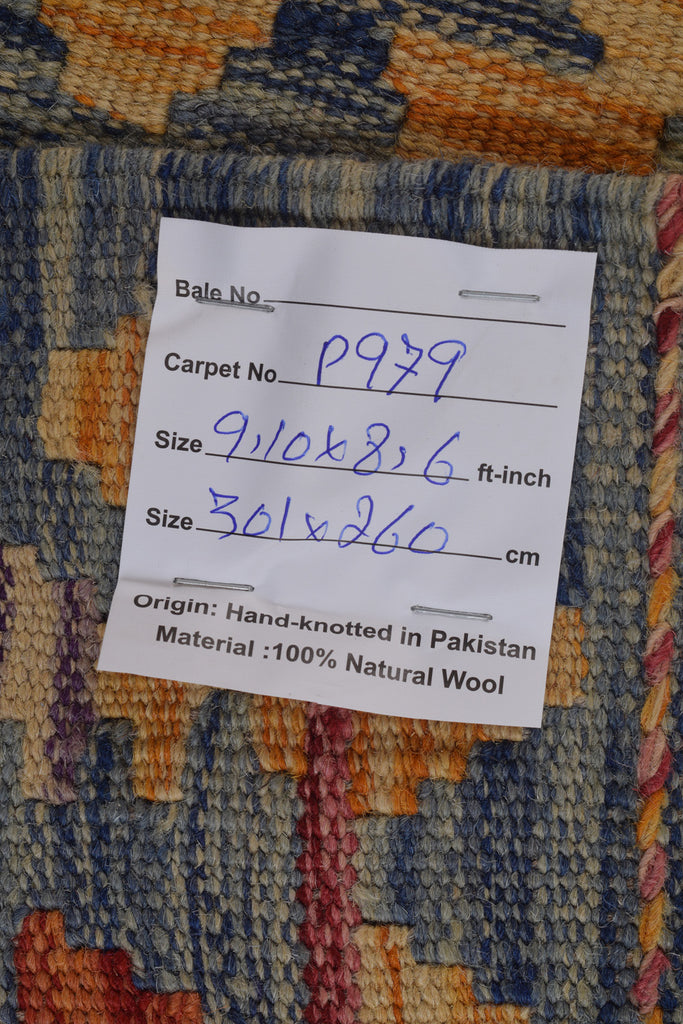 Bale No
Carpet No P979
Size 9,10x8,6 ft-inch
Size 301x260 cm
Origin: Hand-knotted in Pakistan
Material :100% Natural Wool